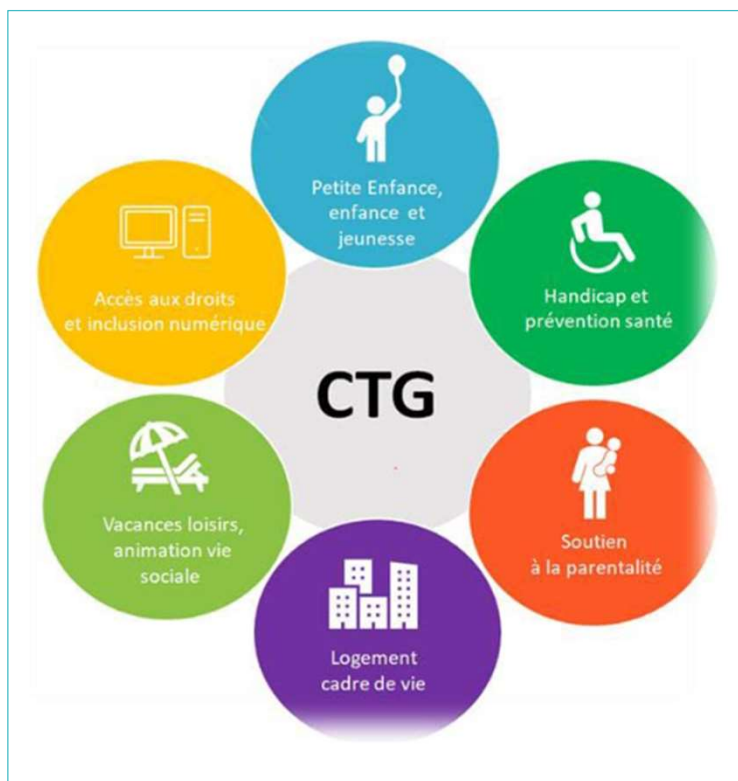 Petite Enfance,
enfance et
jeunesse
Handicap et
prévention santé
Soutien
à la parentalité
Logement
cadre de vie
Vacances loisirs,
animation vie
sociale
Accès aux droits
et inclusion numérique
CTG